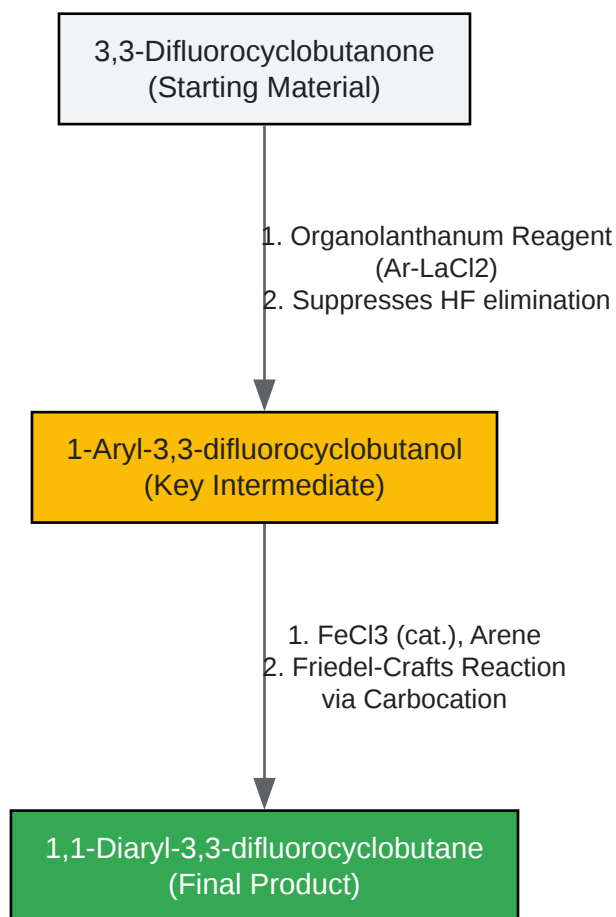 3,3-Difluorocyclobutanone
(Starting Material)
1. Organolanthanum Reagent
(Ar-LaCl2)
2. Suppresses HF elimination
1-Aryl-3,3-difluorocyclobutanol
(Key Intermediate)
1. FeCl3 (cat.), Arene
2. Friedel-Crafts Reaction
via Carbocation
1,1-Diaryl-3,3-difluorocyclobutane
(Final Product)